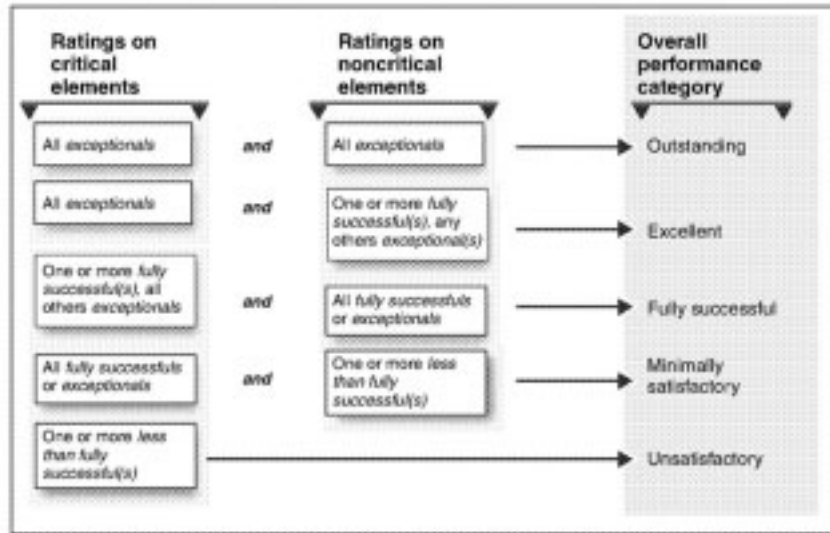 Ratings on
critical
elements
Ratings on
noncritical
elements
Overall
performance
category
All exceptionals
and
All exceptionals
Outstanding
All exceptionals
and
One or more fully
successful(s), any
others exceptional(s)
Excellent
One or more fully
successful(s), all
others exceptionals
and
All fully successfuls
or exceptionals
Fully successful
All fully successfuls
or exceptionals
and
One or more less
than fully
successful(s)
Minimally
satisfactory
One or more less
than fully
successful(s)
Unsatisfactory